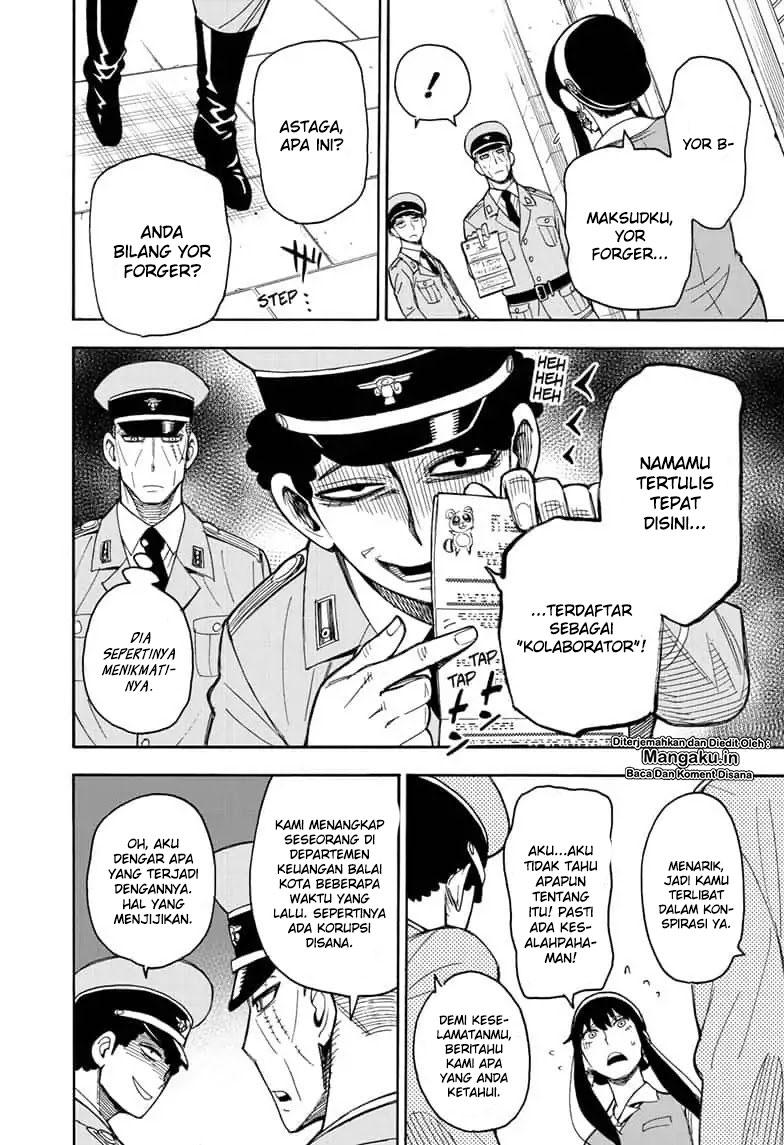 YOR B-
MAKSUDKU,
YOR
FORGER...
!
ASTAGA,
APA INI?
ANDA
BILANG YOR
FORGER?
STEP
HEH
HEH
HEH
NAMAMU
TERTULIS
TEPAT
DISINI...
...TERDAFTAR
SEBAGAI
"KOLABORATOR"!
TAP
TAP
TAP
DIA
SEPERTINYA
MENIKMATI-
NYA.
Diterjemahkan dan Diedit Oleh :
Mangaku.in
Baca Dan Koment Disana
MENARIK,
JADI KAMU
TERLIBAT
DALAM KON-
SPIRASI YA.
AKU...AKU
TIDAK TAHU
APAPUN
TENTANG
ITU! PASTI
ADA KES-
ALAHPAHA-
MAN!
DEMI KESE-
LAMATANMU,
BERITAHU
KAMI APA
YANG ANDA
KETAHUI.
KAMI MENANGKAP
SESEORANG DI
DEPARTEMEN
KEUANGAN BALAI
KOTA BEBERAPA
WAKTU YANG
LALU. SEPERTINYA
ADA KORUPSI
DISANA.
OH, AKU
DENGAR APA
YANG TERJADI
DENGANNYA.
HAL YANG
MENJIJIKAN.